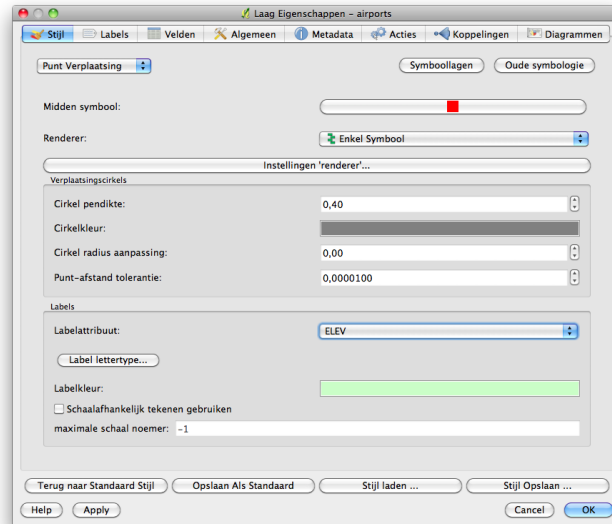 Laag Eigenschappen – airports
Stijl Labels Velden Algemeen Metadata Acties Koppelingen Diagrammen
Punt Verplaatsing Symboollagen Oude symbologie
Midden symbool:
Renderer: Enkel Symbool
Instellingen 'renderer'...
Verplaatsingscirkels
Cirkel pendikte: 0,40
Cirkelkleur:
Cirkel radius aanpassing: 0,00
Punt-afstand tolerantie: 0,0000100
Labels
Labelattribuut: ELEV
Label lettertype...
Labelkleur:
Schaalafhankelijk tekenen gebruiken
maximale schaal noemer: -1
Terug naar Standaard Stijl Opslaan Als Standaard Stijl laden ... Stijl Opslaan ...
Help Apply Cancel OK